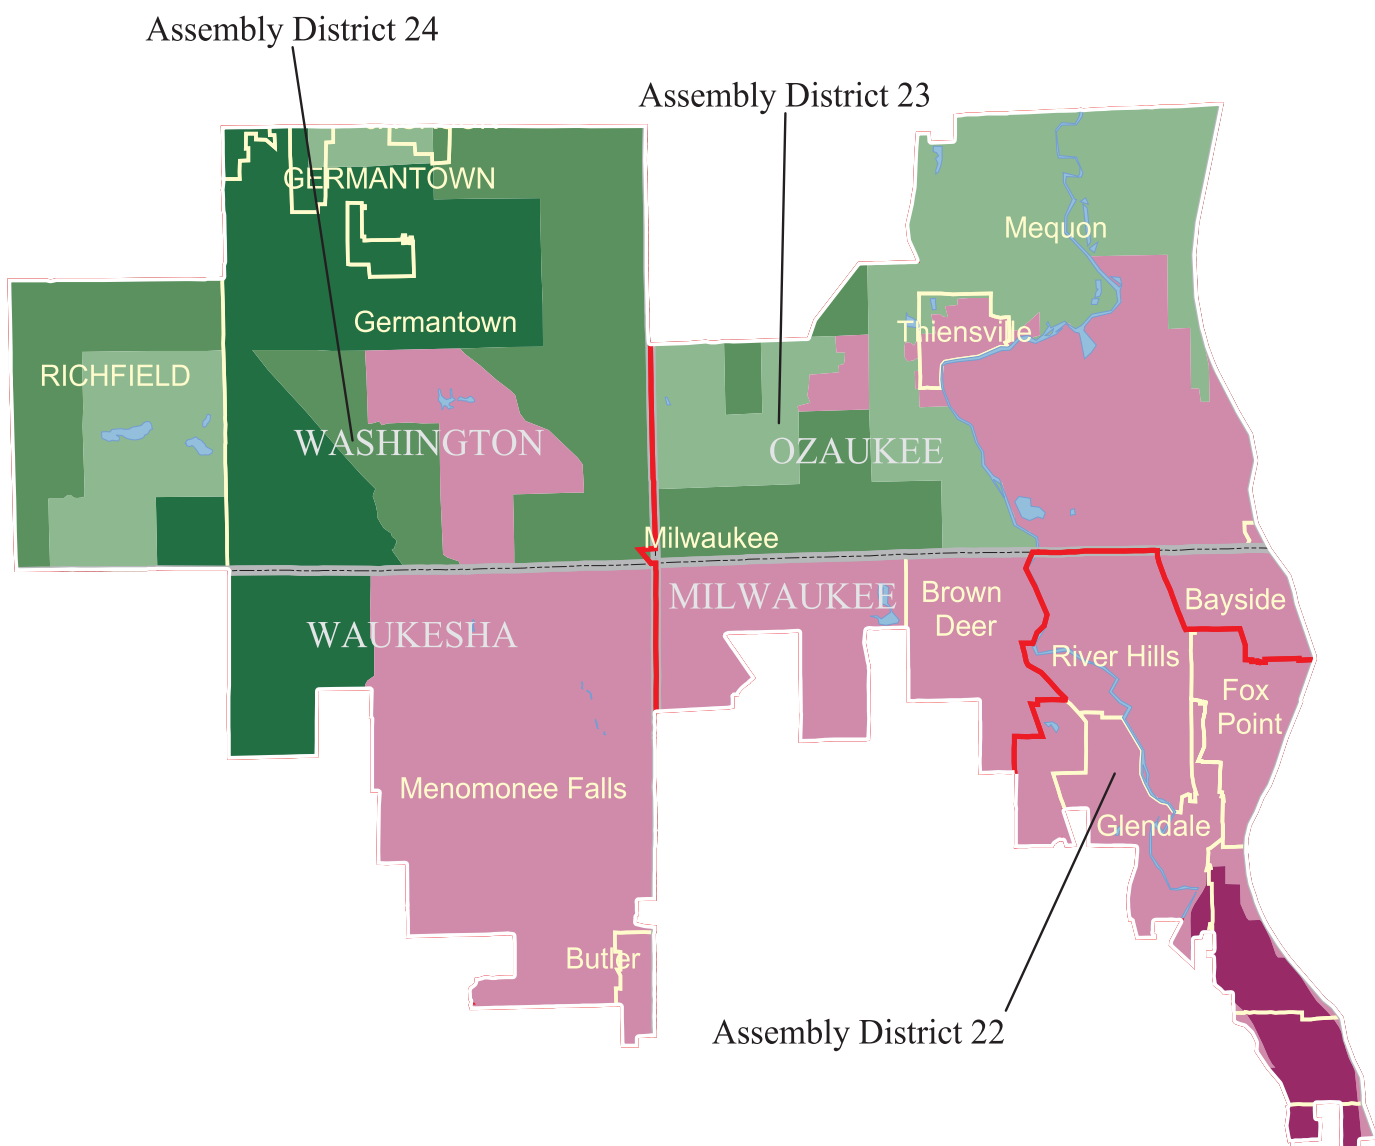 Assembly District 24
Assembly District 23
GERMANTOWN
Mequon
Germantown
Thiensville
RICHFIELD
WASHINGTON
OZAUKEE
Milwaukee
MILWAUKEE
Brown
Deer
Bayside
WAUKESHA
River Hills
Fox
Point
Menomonee Falls
Glendale
Butler
Assembly District 22